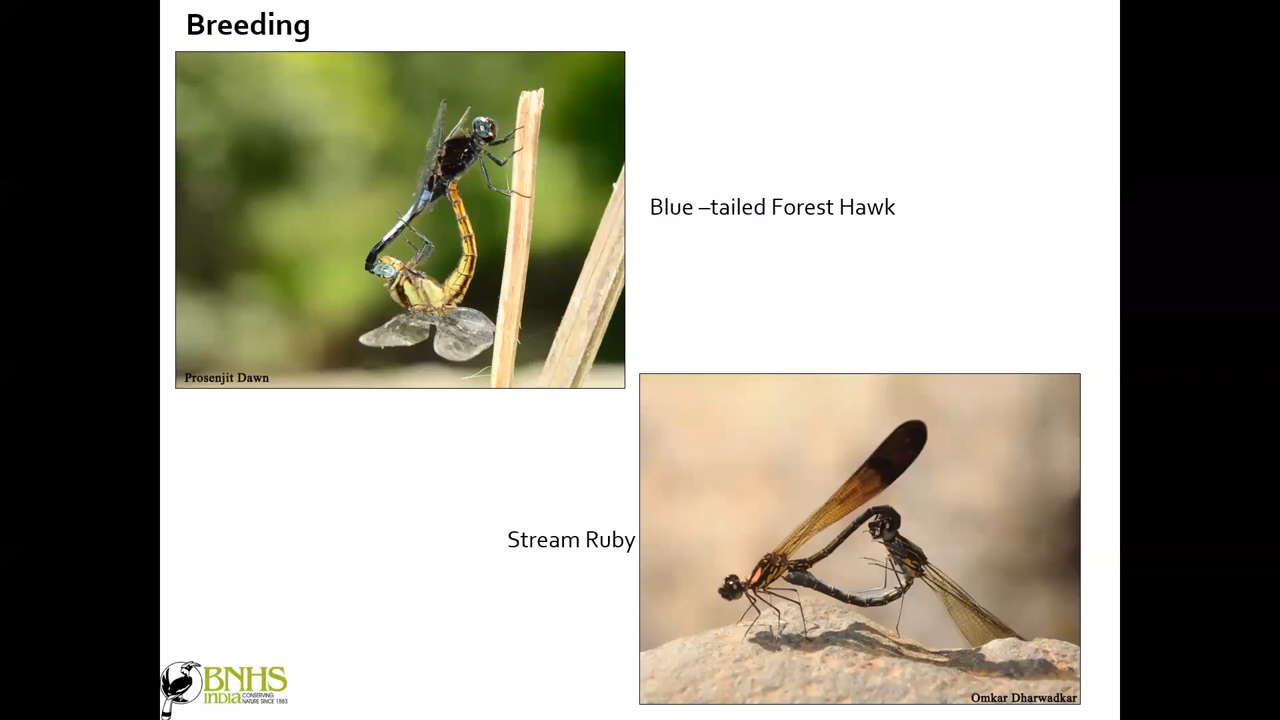 Breeding
Blue –tailed Forest Hawk
Prosenjit Dawn
Stream Ruby
BNHS
INDIA
CONSERVING
NATURE SINCE 1883
Omkar Dharwadkar